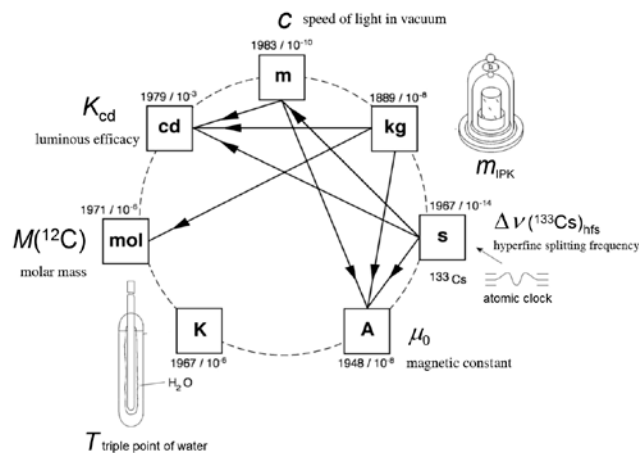 c speed of light in vacuum
1983 / 10⁻¹⁰
m
1979 / 10⁻³
K_cd
luminous efficacy
cd
1889 / 10⁻⁸
kg
m_IPK
1971 / 10⁻⁶
M(¹²C)
molar mass
mol
1967 / 10⁻¹⁴
s
¹³³Cs
Δν(¹³³Cs)_hfs
hyperfine splitting frequency
atomic clock
K
1967 / 10⁻⁶
A
1948 / 10⁻⁸
μ₀
magnetic constant
H₂O
T triple point of water